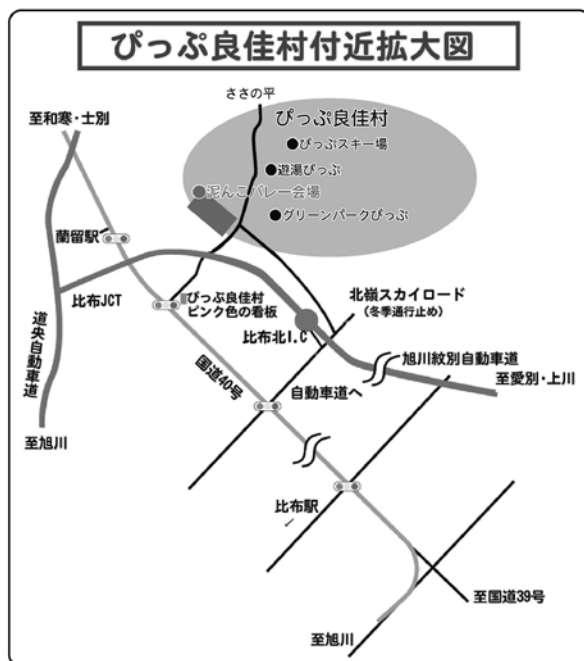 ぴっぷ良佳村付近拡大図
ささの平
至和寒・士別
ぴっぷ良佳村
●ぴっぷスキー場
●遊湯ぴっぷ
●泥んこバレー会場
●グリーンパークぴっぷ
蘭留駅
比布JCT
ぴっぷ良佳村
ピンク色の看板
北嶺スカイロード
(冬季通行止め)
比布北I.C
道央自動車道
国道40号
旭川紋別自動車道
至愛別・上川
自動車道へ
至旭川
比布駅
至国道39号
至旭川